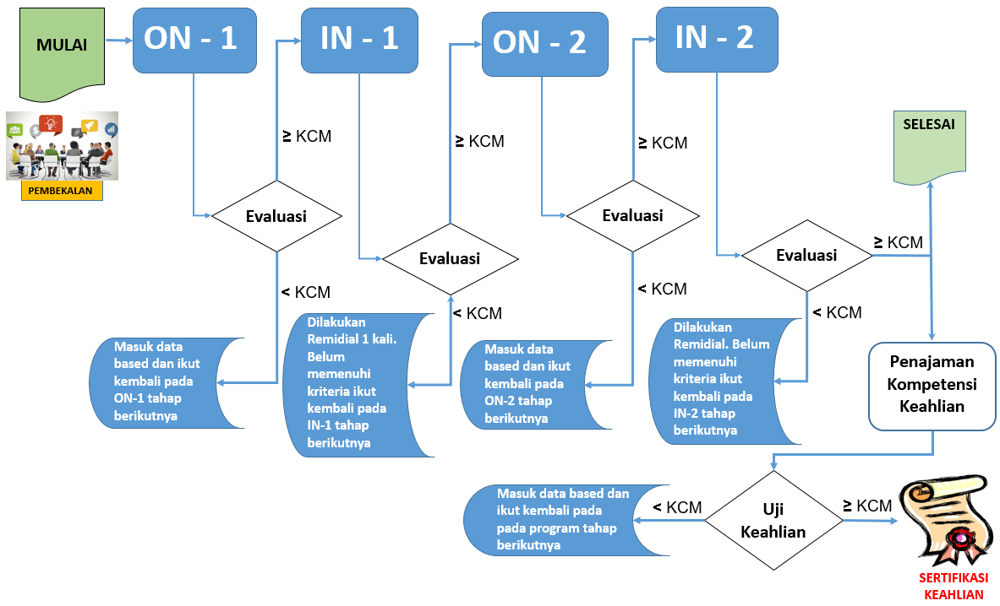 MULAI
ON - 1
IN - 1
ON - 2
IN - 2
PEMBEKALAN
≥ KCM
≥ KCM
≥ KCM
SELESAI
Evaluasi
Evaluasi
Evaluasi
Evaluasi
≥ KCM
< KCM
< KCM
< KCM
< KCM
Masuk data
based dan ikut
kembali pada
ON-1 tahap
berikutnya
Dilakukan
Remidial 1 kali.
Belum
memenuhi
kriteria ikut
kembali pada
IN-1 tahap
berikutnya
Masuk data
based dan ikut
kembali pada
ON-2 tahap
berikutnya
Dilakukan
Remidial. Belum
memenuhi
kriteria ikut
kembali pada
IN-2 tahap
berikutnya
Penajaman
Kompetensi
Keahlian
Masuk data based dan
ikut kembali pada
pada program tahap
berikutnya
< KCM
Uji
Keahlian
≥ KCM
SERTIFIKASI
KEAHLIAN